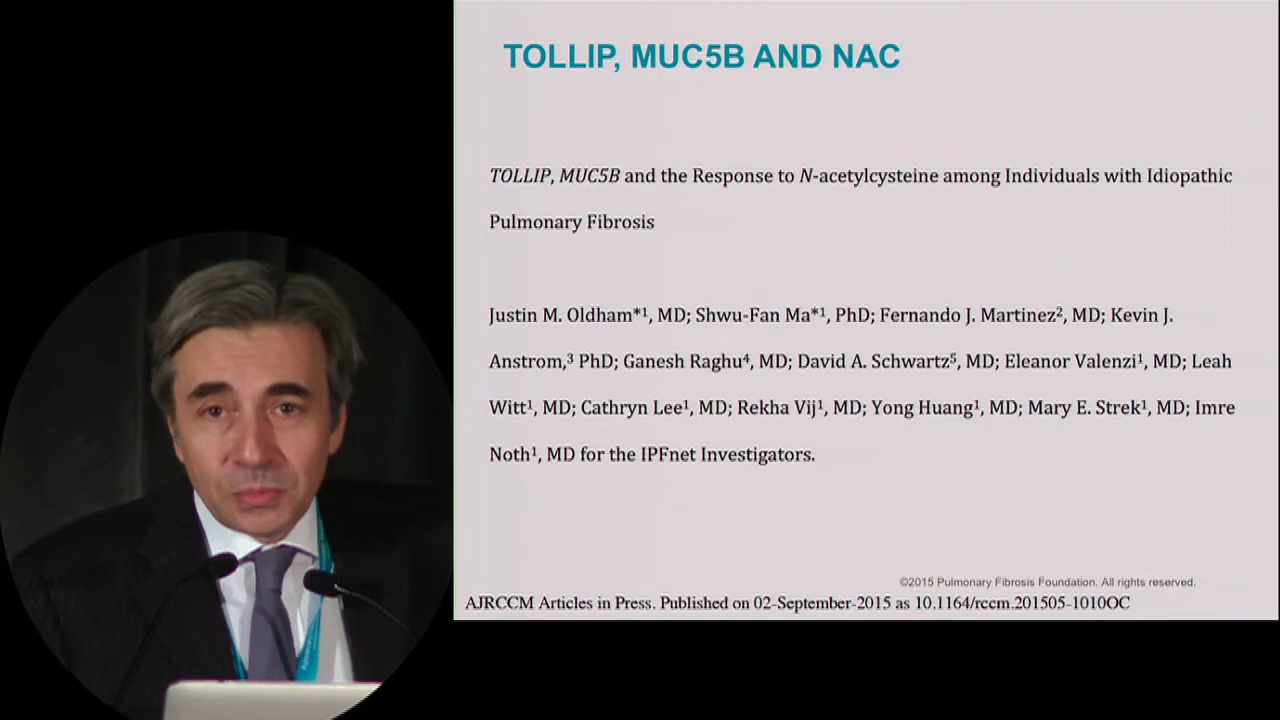 TOLLIP, MUC5B AND NAC
TOLLIP, MUC5B and the Response to N-acetylcysteine among Individuals with Idiopathic
Pulmonary Fibrosis
Justin M. Oldham*¹, MD; Shwu-Fan Ma*¹, PhD; Fernando J. Martinez², MD; Kevin J.
Anstrom,³ PhD; Ganesh Raghu⁴, MD; David A. Schwartz⁵, MD; Eleanor Valenzi¹, MD; Leah
Witt¹, MD; Cathryn Lee¹, MD; Rekha Vij¹, MD; Yong Huang¹, MD; Mary E. Strek¹, MD; Imre
Noth¹, MD for the IPFnet Investigators.
©2015 Pulmonary Fibrosis Foundation. All rights reserved.
AJRCCM Articles in Press. Published on 02-September-2015 as 10.1164/rccm.201505-1010OC